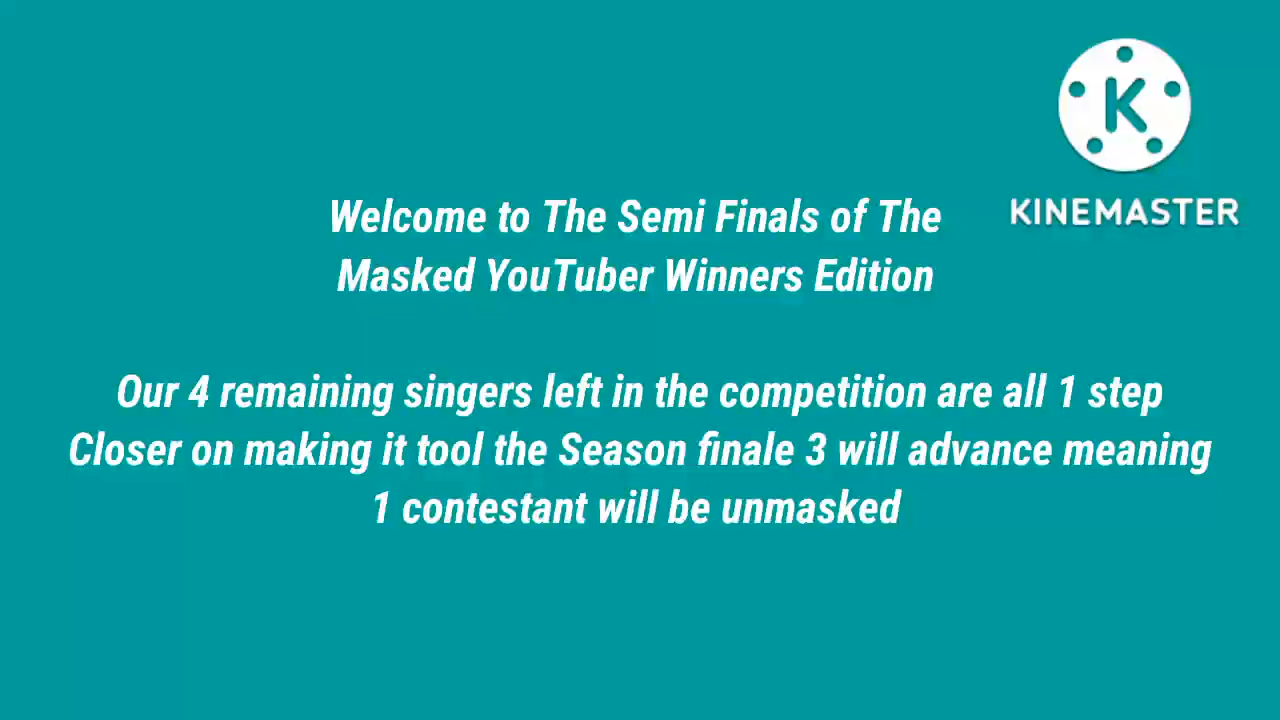 K
KINEMASTER
Welcome to The Semi Finals of The
Masked YouTuber Winners Edition
Our 4 remaining singers left in the competition are all 1 step
Closer on making it tool the Season finale 3 will advance meaning
1 contestant will be unmasked